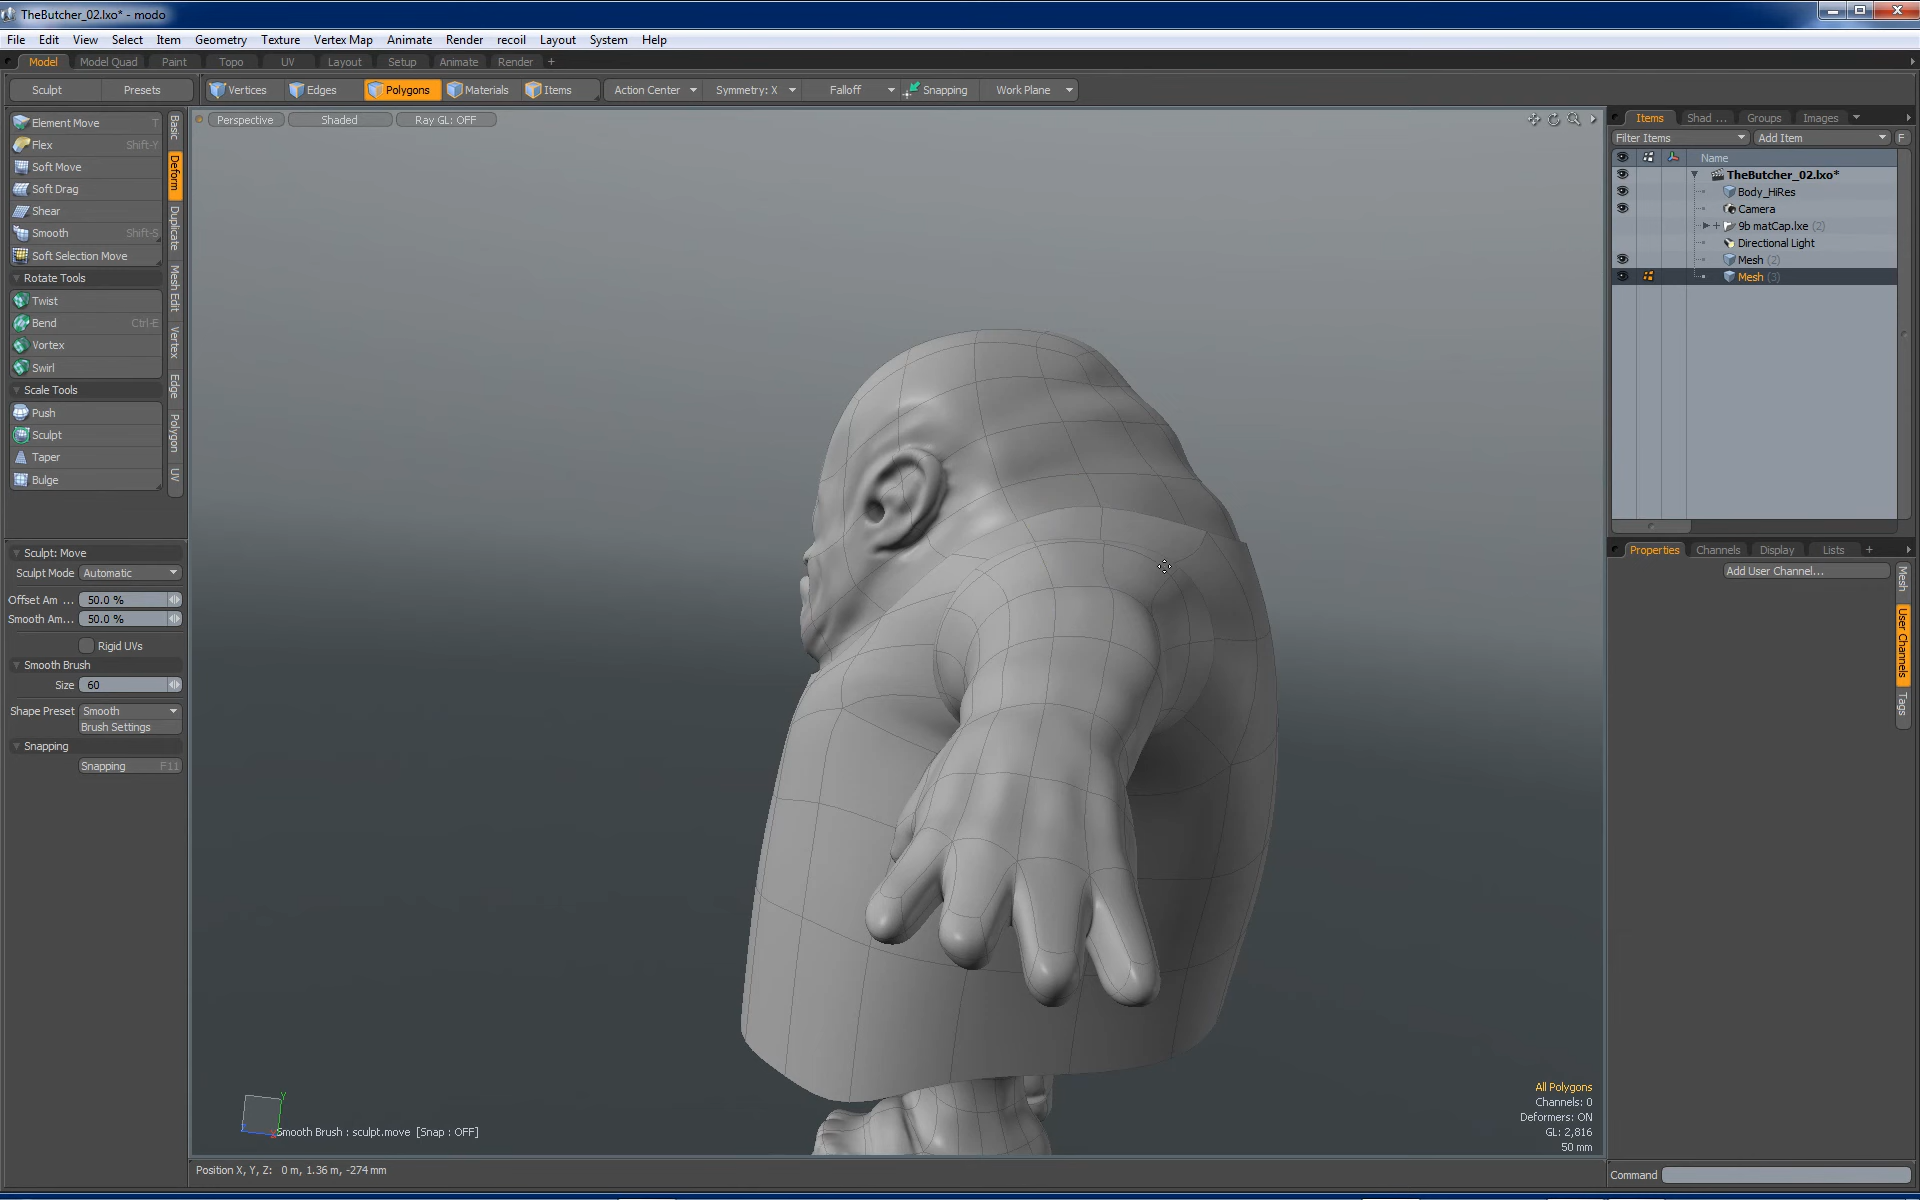 TheButcher_02.lxo* - modo
File Edit View Select Item Geometry Texture Vertex Map Animate Render recoil Layout System Help
Model Model Quad Paint Topo UV Layout Setup Animate Render +
Sculpt Presets Vertices Edges Polygons Materials Items Action Center Symmetry: X Falloff Snapping Work Plane
Perspective Shaded Ray GL: OFF
Element Move T
Flex Shift-Y
Soft Move
Soft Drag
Shear
Smooth Shift-S
Soft Selection Move
Rotate Tools
Twist
Bend Ctrl-E
Vortex
Swirl
Scale Tools
Push
Sculpt
Taper
Bulge
Basic
Deform
Duplicate
Mesh Edit
Vertex
Edge
Polygon
UV
Sculpt: Move
Sculpt Mode Automatic
Offset Am ... 50.0 %
Smooth Am... 50.0 %
Rigid UVs
Smooth Brush
Size 60
Shape Preset Smooth
Brush Settings
Snapping
Snapping F11
Y
Smooth Brush : sculpt.move [Snap : OFF]
All Polygons
Channels: 0
Deformers: ON
GL: 2,816
50 mm
Position X, Y, Z: 0 m, 1.36 m, -274 mm
Items Shad ... Groups Images
Filter Items Add Item F
Name
TheButcher_02.lxo*
Body_HiRes
Camera
9b matCap.lxe (2)
Directional Light
Mesh (2)
Mesh (3)
Properties Channels Display Lists +
Add User Channel...
Mesh
User Channels
Tags
Command